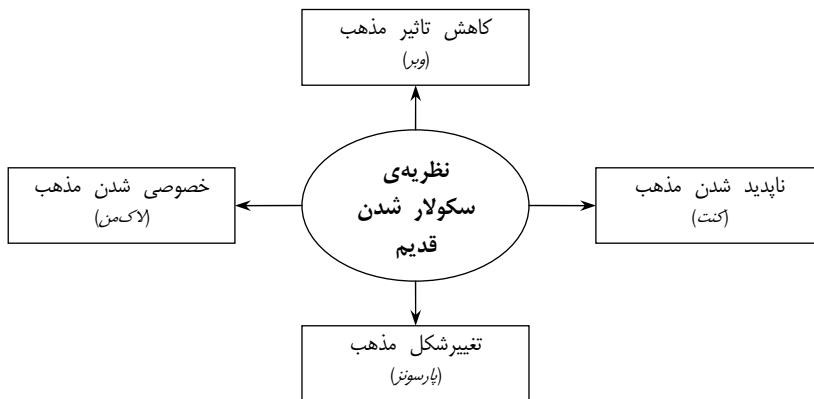 کاهش تاثیر مذهب
(وبر)
خصوصی شدن مذهب
(لاک‌من)
نظریه‌ی
سکولار شدن
قدیم
ناپدید شدن مذهب
(کنت)
تغییرشکل مذهب
(پارسونز)